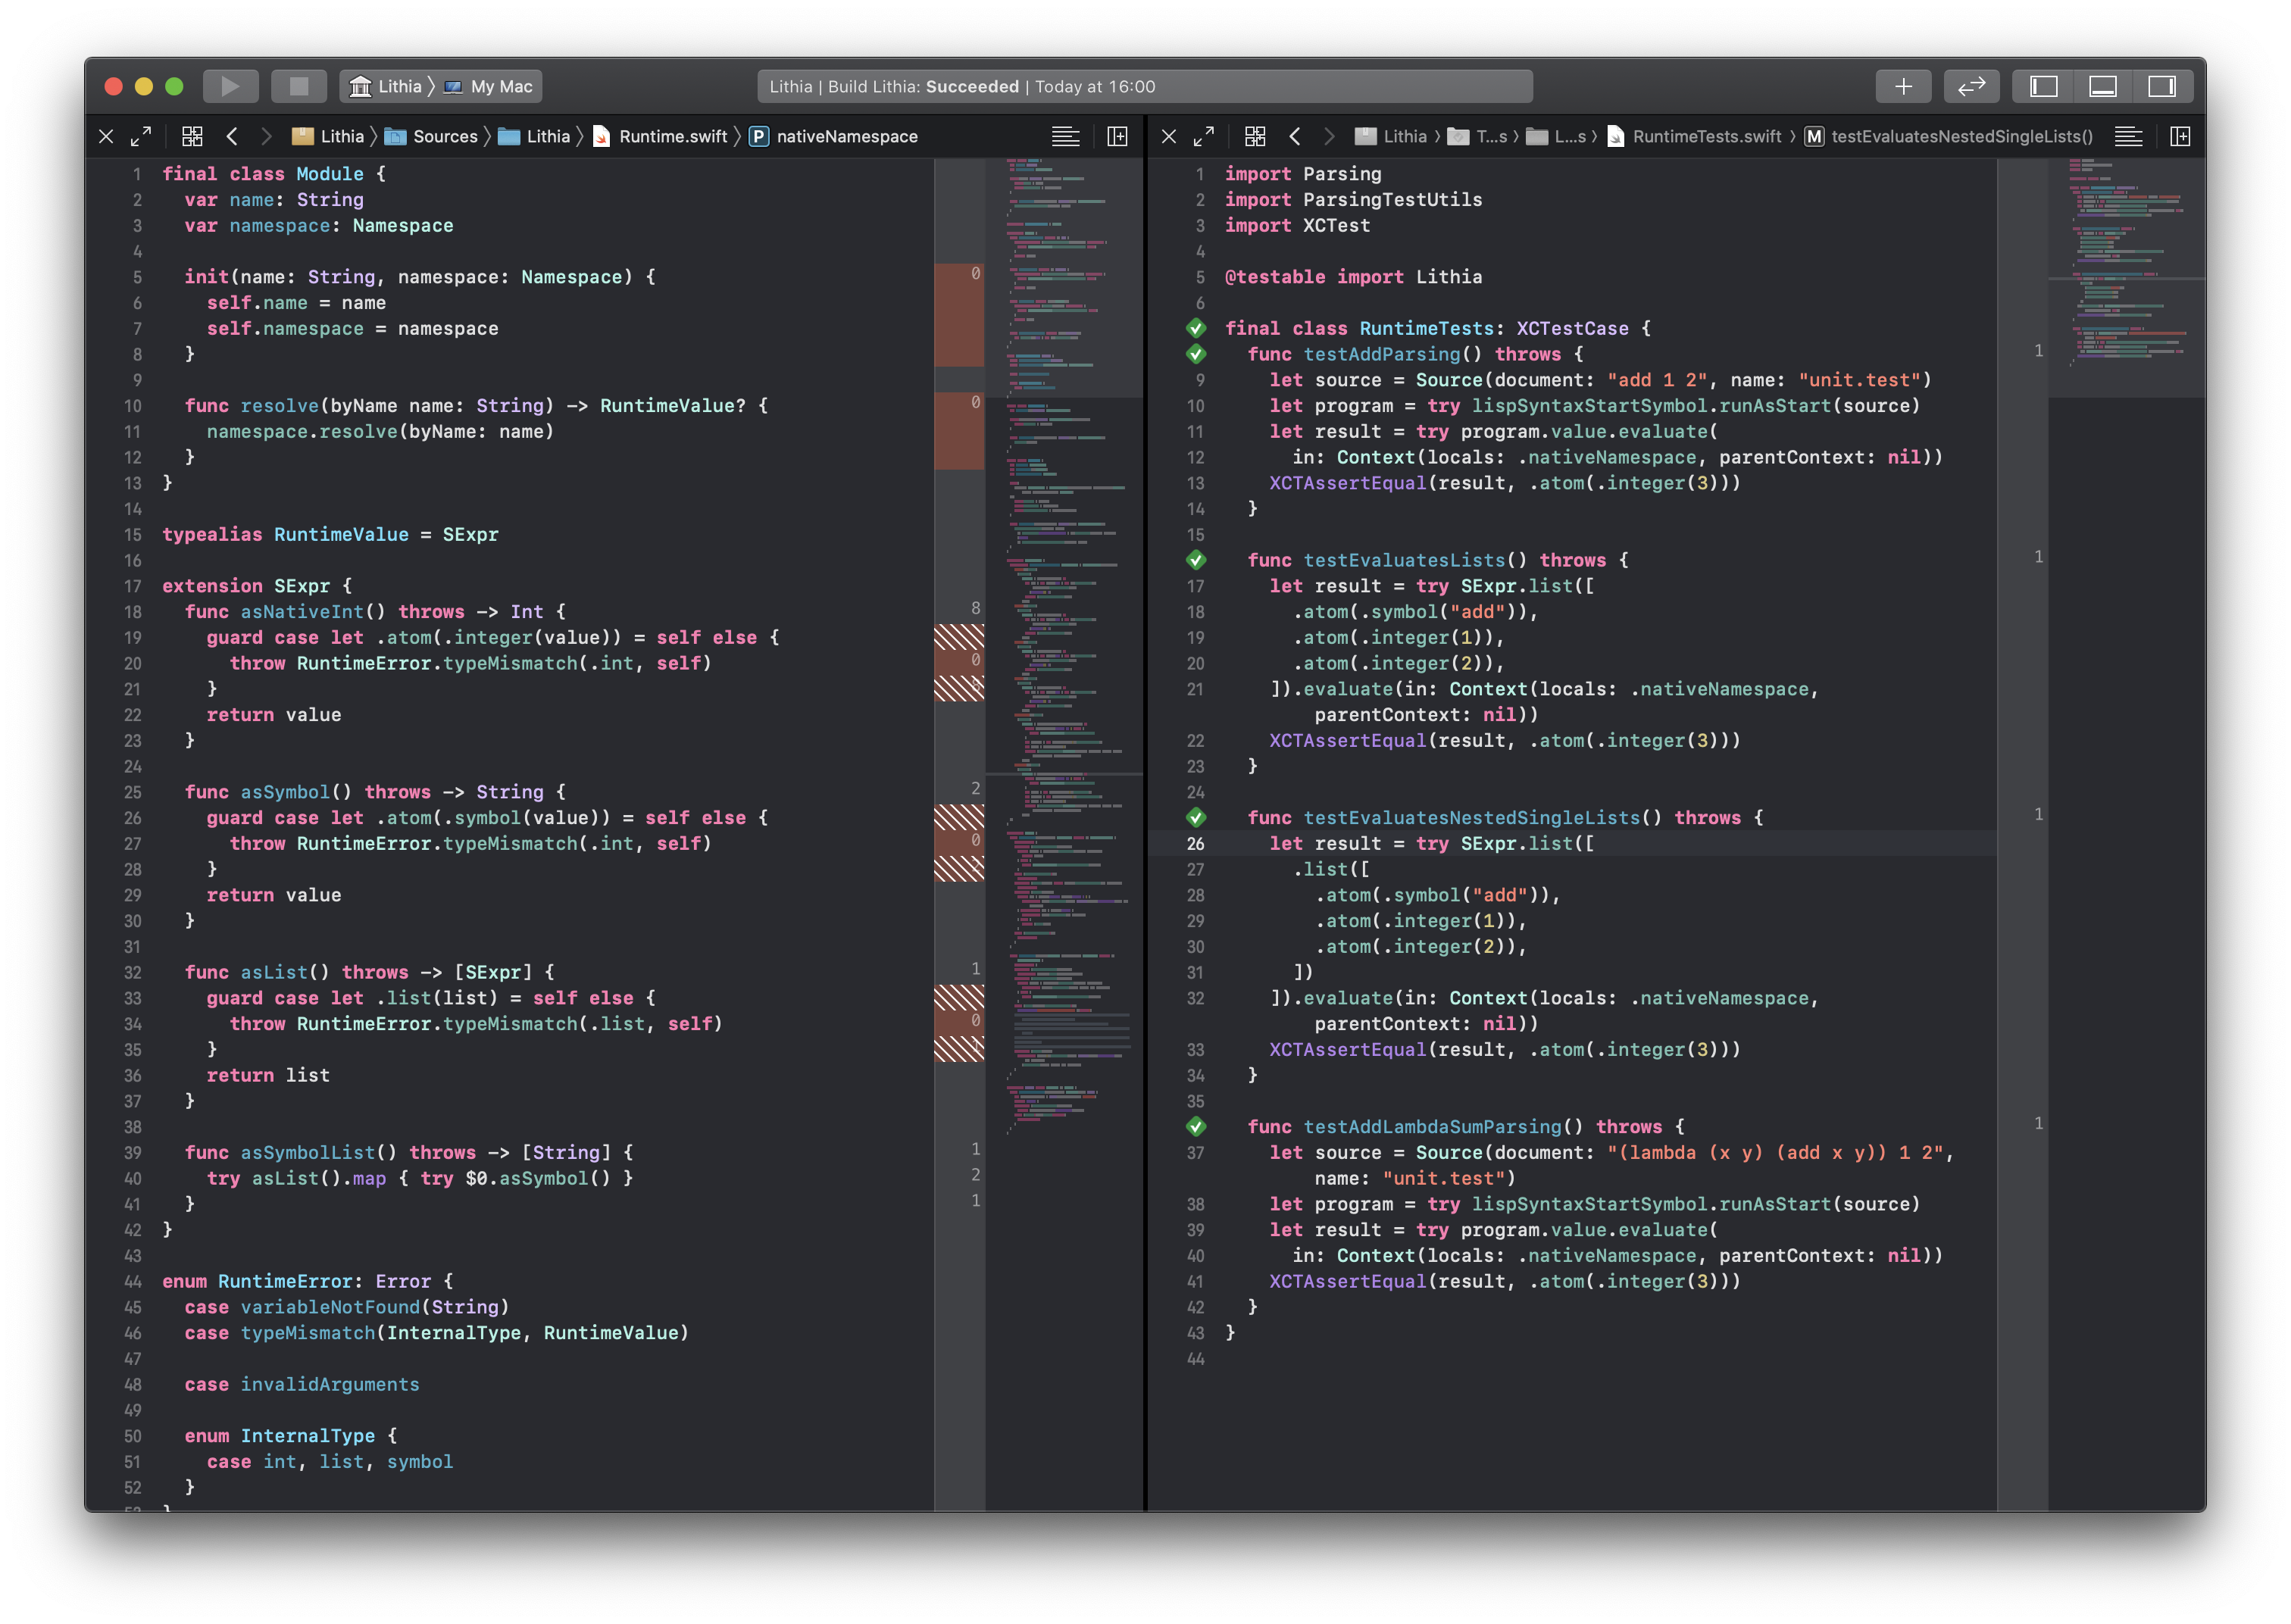 Lithia 〉 My Mac
Lithia | Build Lithia: Succeeded | Today at 16:00
Lithia 〉 Sources 〉 Lithia 〉 Runtime.swift 〉 P nativeNamespace
1 final class Module {
2   var name: String
3   var namespace: Namespace
4
5   init(name: String, namespace: Namespace) {
0
6     self.name = name
7     self.namespace = namespace
8   }
9
10   func resolve(byName name: String) -> RuntimeValue? {
0
11     namespace.resolve(byName: name)
12   }
13 }
14
15 typealias RuntimeValue = SExpr
16
17 extension SExpr {
18   func asNativeInt() throws -> Int {
8
19     guard case let .atom(.integer(value)) = self else {
20       throw RuntimeError.typeMismatch(.int, self)
0
21     }
8
22     return value
23   }
24
25   func asSymbol() throws -> String {
2
26     guard case let .atom(.symbol(value)) = self else {
27       throw RuntimeError.typeMismatch(.int, self)
0
28     }
2
29     return value
30   }
31
32   func asList() throws -> [SExpr] {
1
33     guard case let .list(list) = self else {
34       throw RuntimeError.typeMismatch(.list, self)
0
35     }
1
36     return list
37   }
38
39   func asSymbolList() throws -> [String] {
1
40     try asList().map { try $0.asSymbol() }
2
41   }
1
42 }
43
44 enum RuntimeError: Error {
45   case variableNotFound(String)
46   case typeMismatch(InternalType, RuntimeValue)
47
48   case invalidArguments
49
50   enum InternalType {
51     case int, list, symbol
52   }
Lithia 〉 T...s 〉 L...s 〉 RuntimeTests.swift 〉 M testEvaluatesNestedSingleLists()
1 import Parsing
2 import ParsingTestUtils
3 import XCTest
4
5 @testable import Lithia
6
final class RuntimeTests: XCTestCase {
  func testAddParsing() throws {
1
9     let source = Source(document: "add 1 2", name: "unit.test")
10     let program = try lispSyntaxStartSymbol.runAsStart(source)
11     let result = try program.value.evaluate(
12       in: Context(locals: .nativeNamespace, parentContext: nil))
13     XCTAssertEqual(result, .atom(.integer(3)))
14   }
15
  func testEvaluatesLists() throws {
1
17     let result = try SExpr.list([
18       .atom(.symbol("add")),
19       .atom(.integer(1)),
20       .atom(.integer(2)),
21     ]).evaluate(in: Context(locals: .nativeNamespace,
        parentContext: nil))
22     XCTAssertEqual(result, .atom(.integer(3)))
23   }
24
  func testEvaluatesNestedSingleLists() throws {
1
26     let result = try SExpr.list([
27       .list([
28         .atom(.symbol("add")),
29         .atom(.integer(1)),
30         .atom(.integer(2)),
31       ])
32     ]).evaluate(in: Context(locals: .nativeNamespace,
        parentContext: nil))
33     XCTAssertEqual(result, .atom(.integer(3)))
34   }
35
  func testAddLambdaSumParsing() throws {
1
37     let source = Source(document: "(lambda (x y) (add x y)) 1 2",
        name: "unit.test")
38     let program = try lispSyntaxStartSymbol.runAsStart(source)
39     let result = try program.value.evaluate(
40       in: Context(locals: .nativeNamespace, parentContext: nil))
41     XCTAssertEqual(result, .atom(.integer(3)))
42   }
43 }
44